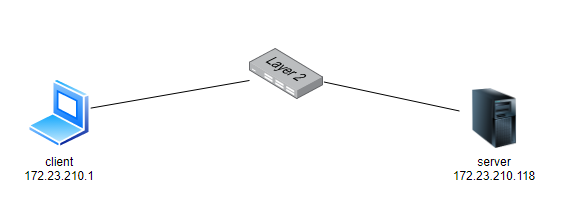 Layer 2
client
172.23.210.1
server
172.23.210.118